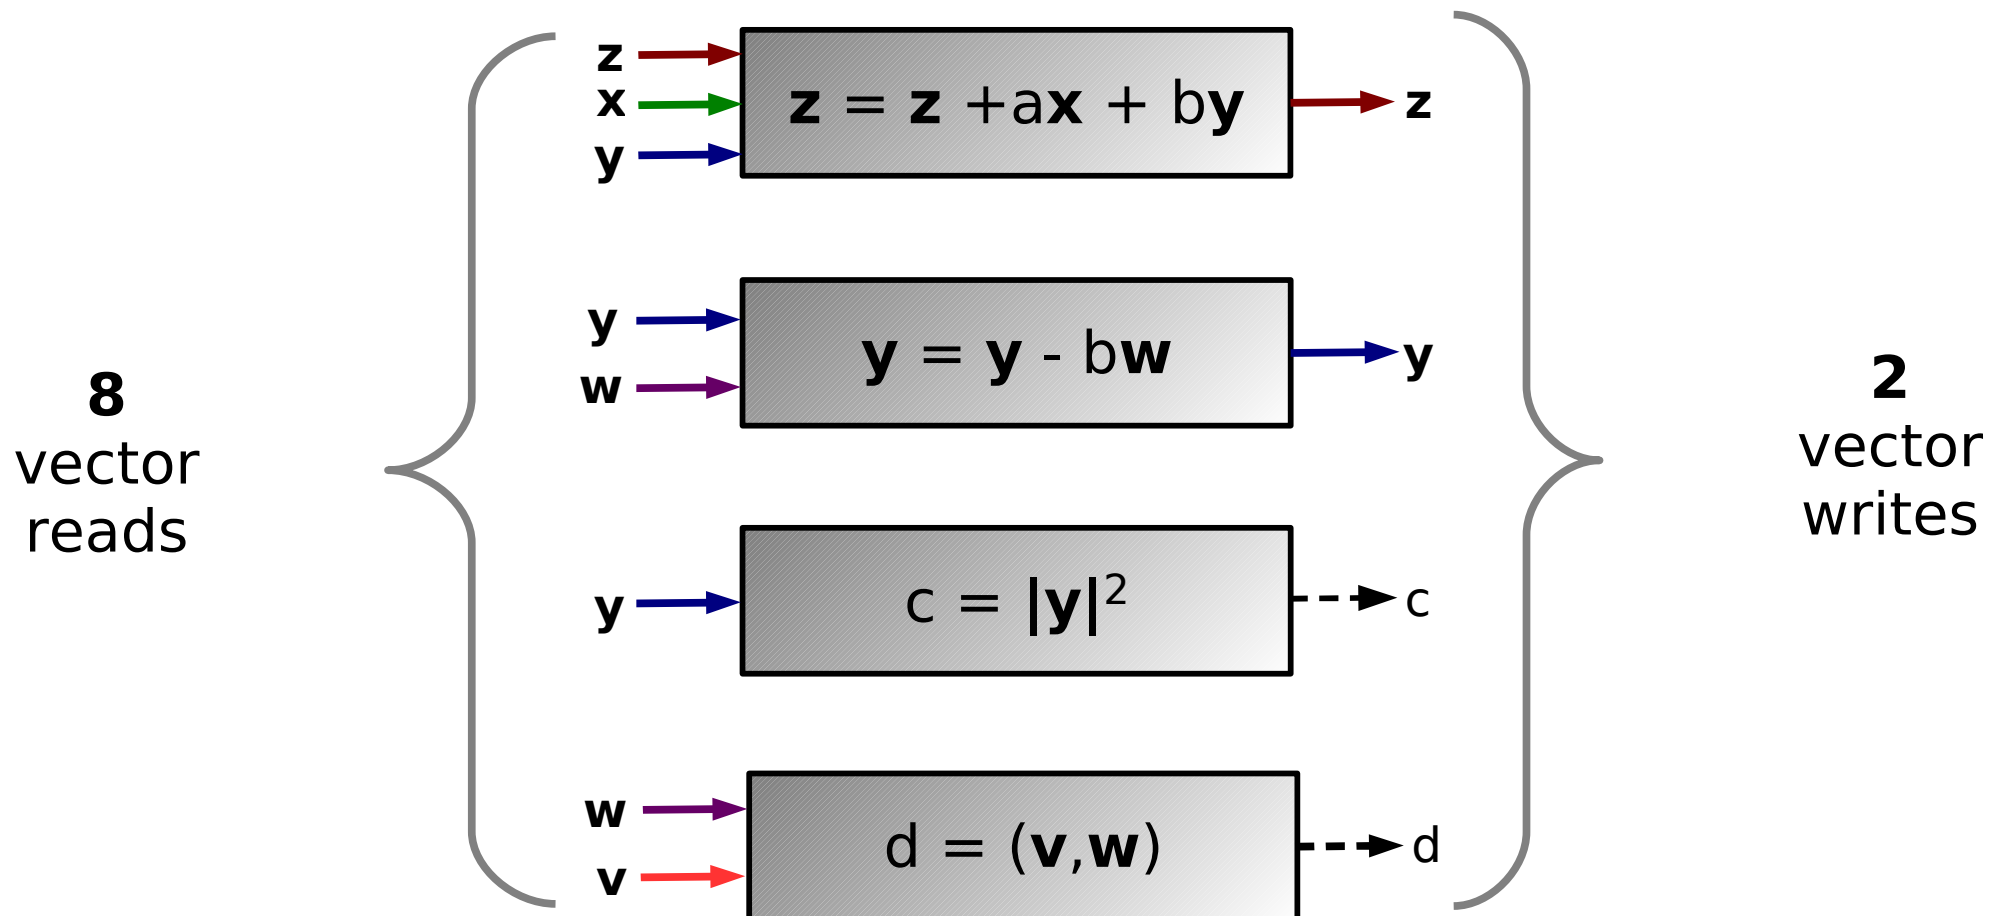 8
vector
reads
z
x
y
z = z +ax + by
z
y
w
y = y - bw
y
y
c = |y|²
c
w
v
d = (v,w)
d
2
vector
writes